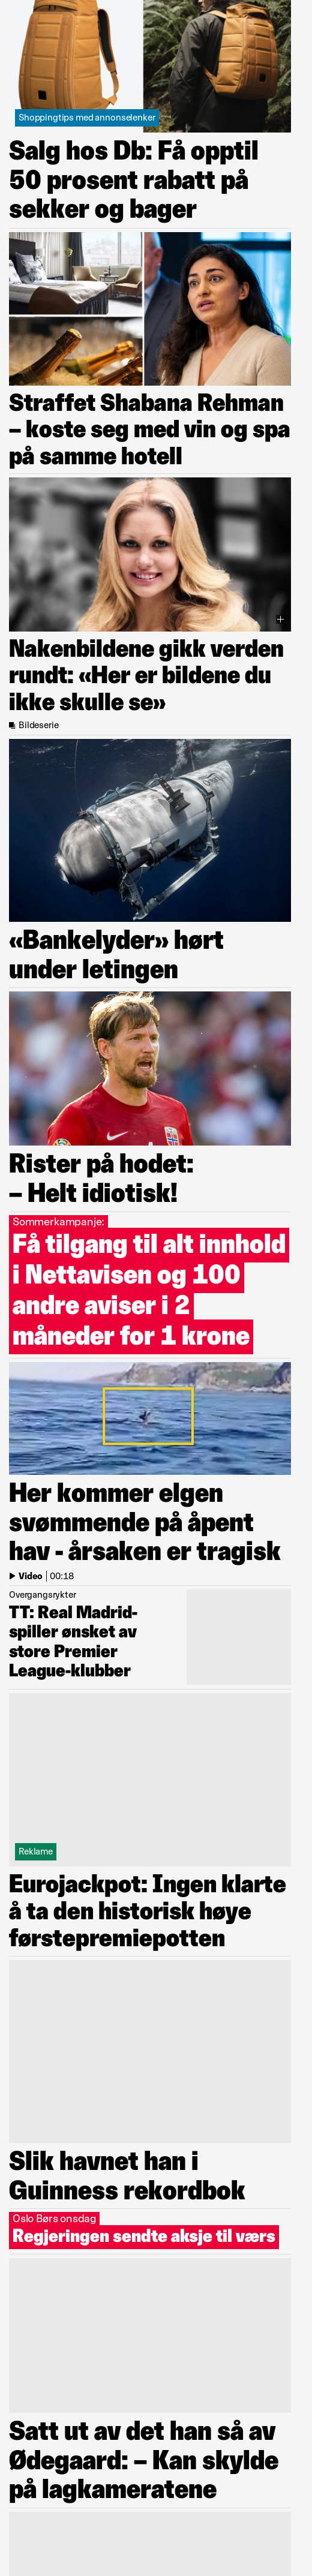 Shoppingtips med annonselenker
Salg hos Db: Få opptil
50 prosent rabatt på
sekker og bager
Straffet Shabana Rehman
– koste seg med vin og spa
på samme hotell
Nakenbildene gikk verden
rundt: «Her er bildene du
ikke skulle se»
Bildeserie
«Bankelyder» hørt
under letingen
Rister på hodet:
– Helt idiotisk!
Sommerkampanje:
Få tilgang til alt innhold
i Nettavisen og 100
andre aviser i 2
måneder for 1 krone
Her kommer elgen
svømmende på åpent
hav - årsaken er tragisk
Video | 00:18
Overgangsrykter
TT: Real Madrid-
spiller ønsket av
store Premier
League-klubber
Reklame
Eurojackpot: Ingen klarte
å ta den historisk høye
førstepremiepotten
Slik havnet han i
Guinness rekordbok
Oslo Børs onsdag
Regjeringen sendte aksje til værs
Satt ut av det han så av
Ødegaard: – Kan skylde
på lagkameratene